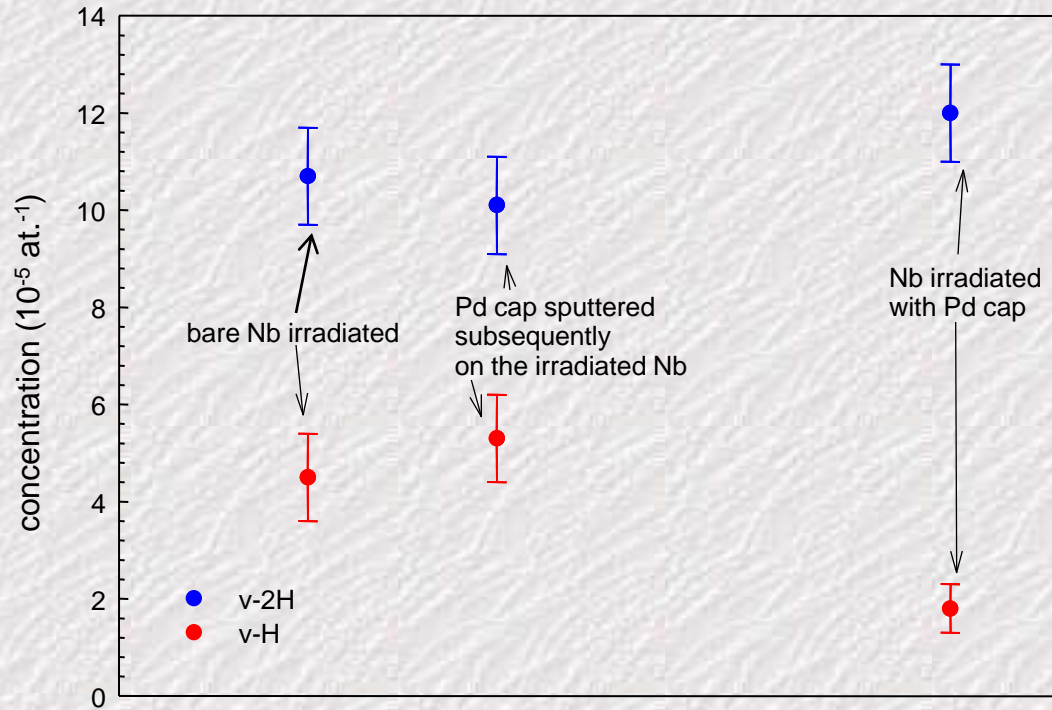 14
12
10
8
6
4
2
0
concentration (10⁻⁵ at.⁻¹)
bare Nb irradiated
Pd cap sputtered
subsequently
on the irradiated Nb
Nb irradiated
with Pd cap
v-2H
v-H